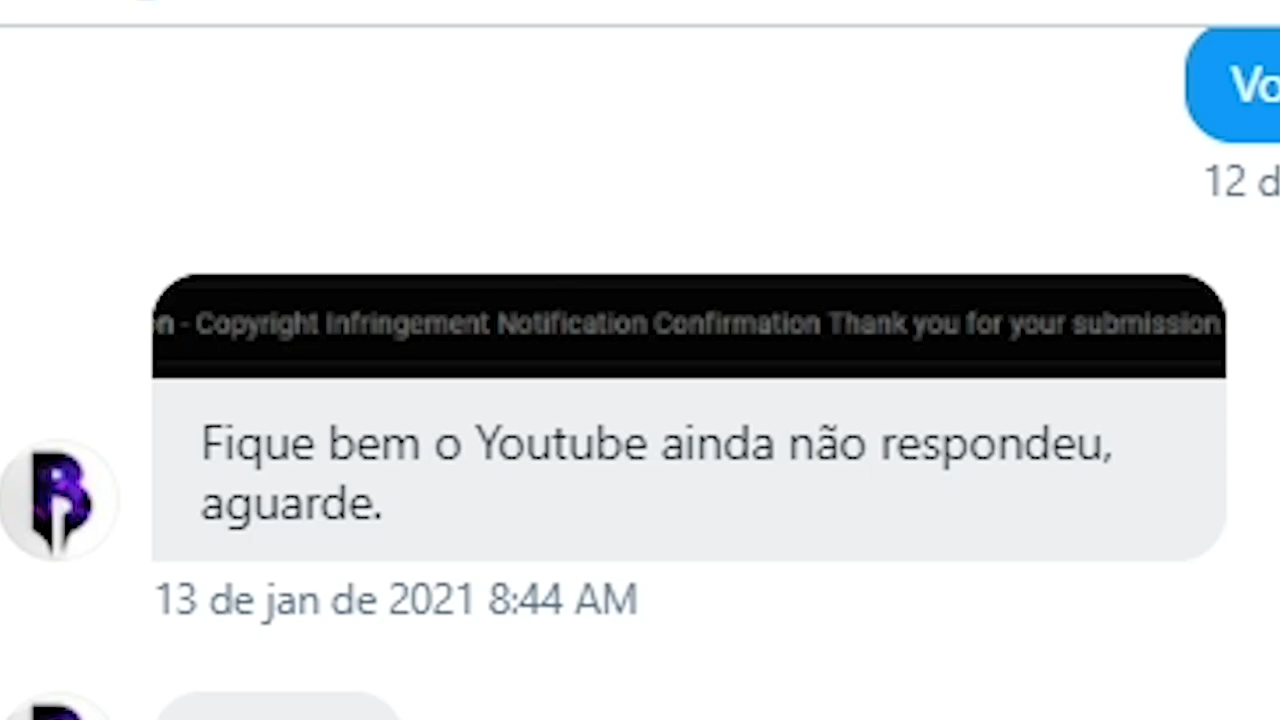 Vo
12 d
n - Copyright Infringement Notification Confirmation Thank you for your submission
Fique bem o Youtube ainda não respondeu,
aguarde.
13 de jan de 2021 8:44 AM